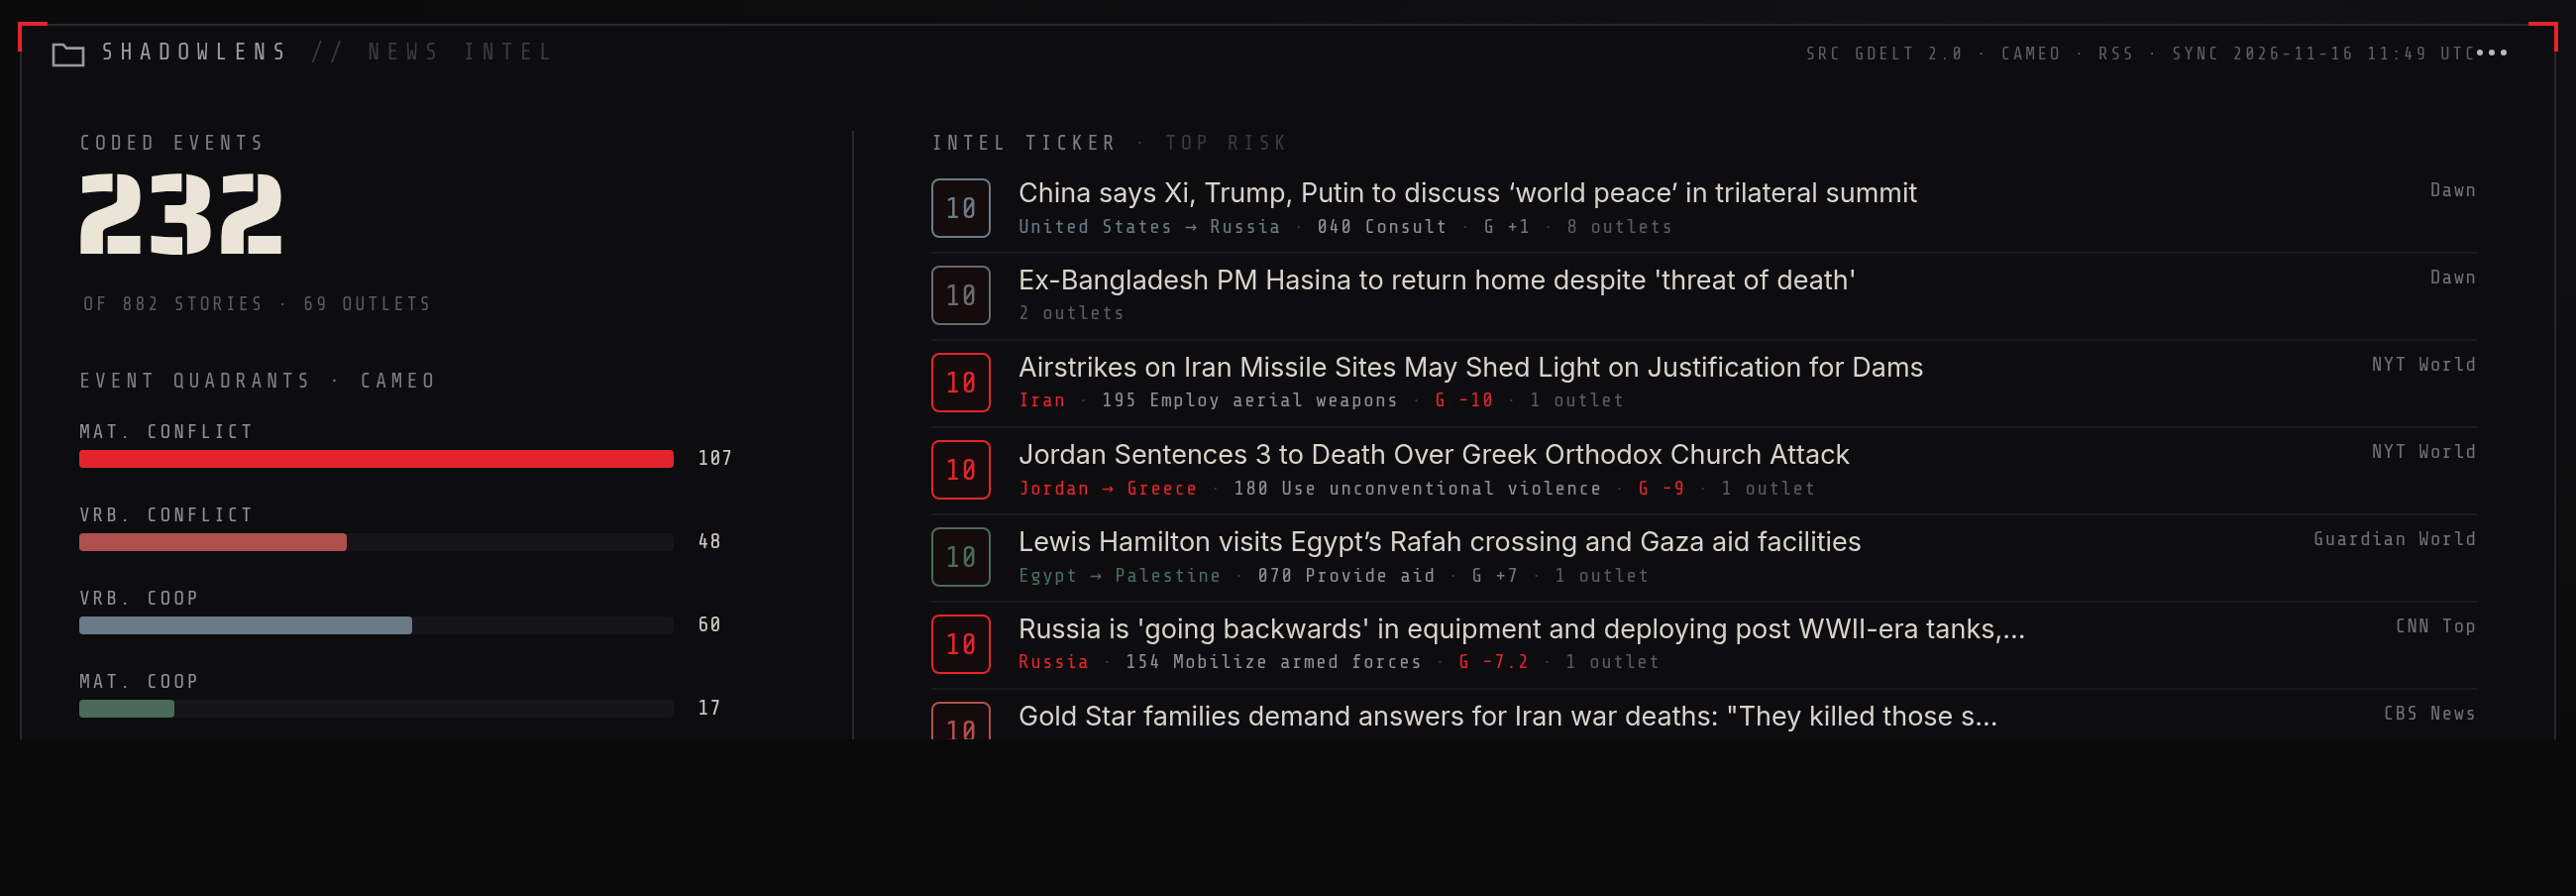 SHADOWLENS // NEWS INTEL
SRC GDELT 2.0 · CAMEO · RSS · SYNC 2026-11-16 11:49 UTC
CODED EVENTS
232
OF 882 STORIES · 69 OUTLETS
EVENT QUADRANTS · CAMEO
MAT. CONFLICT
107
VRB. CONFLICT
48
VRB. COOP
60
MAT. COOP
17
INTEL TICKER · TOP RISK
10
China says Xi, Trump, Putin to discuss ‘world peace’ in trilateral summit
Dawn
United States → Russia · 040 Consult · G +1 · 8 outlets
10
Ex-Bangladesh PM Hasina to return home despite 'threat of death'
Dawn
2 outlets
10
Airstrikes on Iran Missile Sites May Shed Light on Justification for Dams
NYT World
Iran · 195 Employ aerial weapons · G -10 · 1 outlet
10
Jordan Sentences 3 to Death Over Greek Orthodox Church Attack
NYT World
Jordan → Greece · 180 Use unconventional violence · G -9 · 1 outlet
10
Lewis Hamilton visits Egypt’s Rafah crossing and Gaza aid facilities
Guardian World
Egypt → Palestine · 070 Provide aid · G +7 · 1 outlet
10
Russia is 'going backwards' in equipment and deploying post WWII-era tanks,...
CNN Top
Russia · 154 Mobilize armed forces · G -7.2 · 1 outlet
10
Gold Star families demand answers for Iran war deaths: "They killed those s...
CBS News